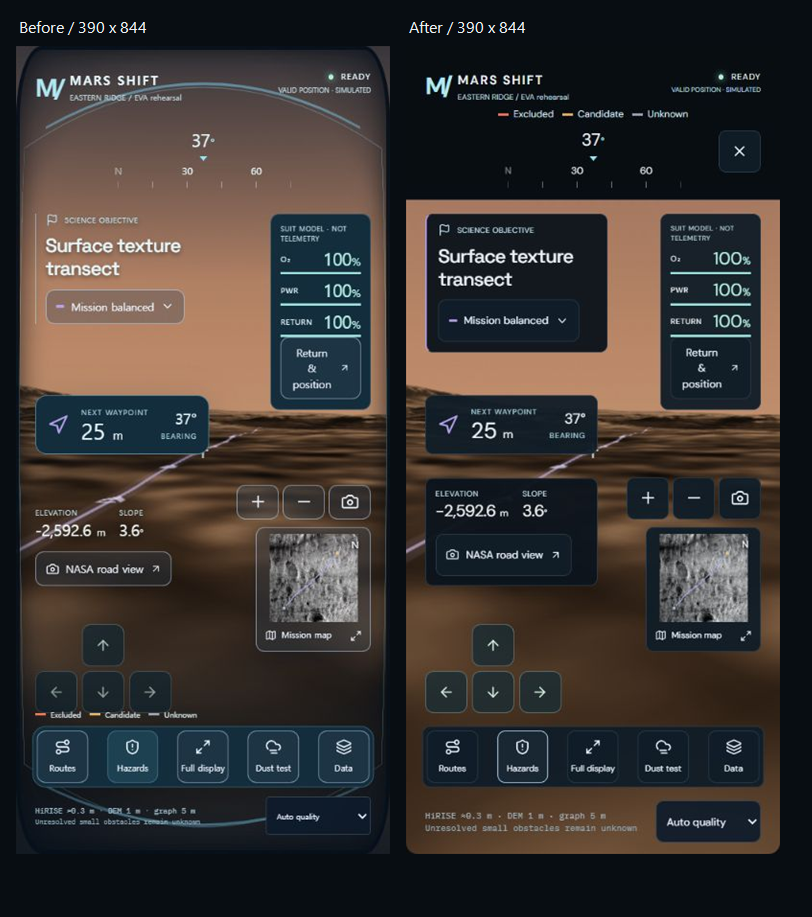 Before / 390 x 844
MARS SHIFT
EASTERN RIDGE / EVA rehearsal
READY
VALID POSITION · SIMULATED
37°
N 30 60
SCIENCE OBJECTIVE
Surface texture
transect
Mission balanced
SUIT MODEL · NOT
TELEMETRY
O₂ 100%
PWR 100%
RETURN 100%
Return
&
position
NEXT WAYPOINT
25 m
37°
BEARING
ELEVATION
-2,592.6 m
SLOPE
3.6°
NASA road view
N
Mission map
Excluded Candidate Unknown
Routes
Hazards
Full display
Dust test
Data
HiRISE ≈0.3 m · DEM 1 m · graph 5 m
Unresolved small obstacles remain unknown
Auto quality
After / 390 x 844
MARS SHIFT
EASTERN RIDGE / EVA rehearsal
READY
VALID POSITION · SIMULATED
Excluded Candidate Unknown
37°
N 30 60
SCIENCE OBJECTIVE
Surface texture
transect
Mission balanced
SUIT MODEL · NOT
TELEMETRY
O₂ 100%
PWR 100%
RETURN 100%
Return
&
position
NEXT WAYPOINT
25 m
37°
BEARING
ELEVATION
-2,592.6 m
SLOPE
3.6°
NASA road view
N
Mission map
Routes
Hazards
Full display
Dust test
Data
HiRISE ≈0.3 m · DEM 1 m · graph 5 m
Unresolved small obstacles remain unknown
Auto quality